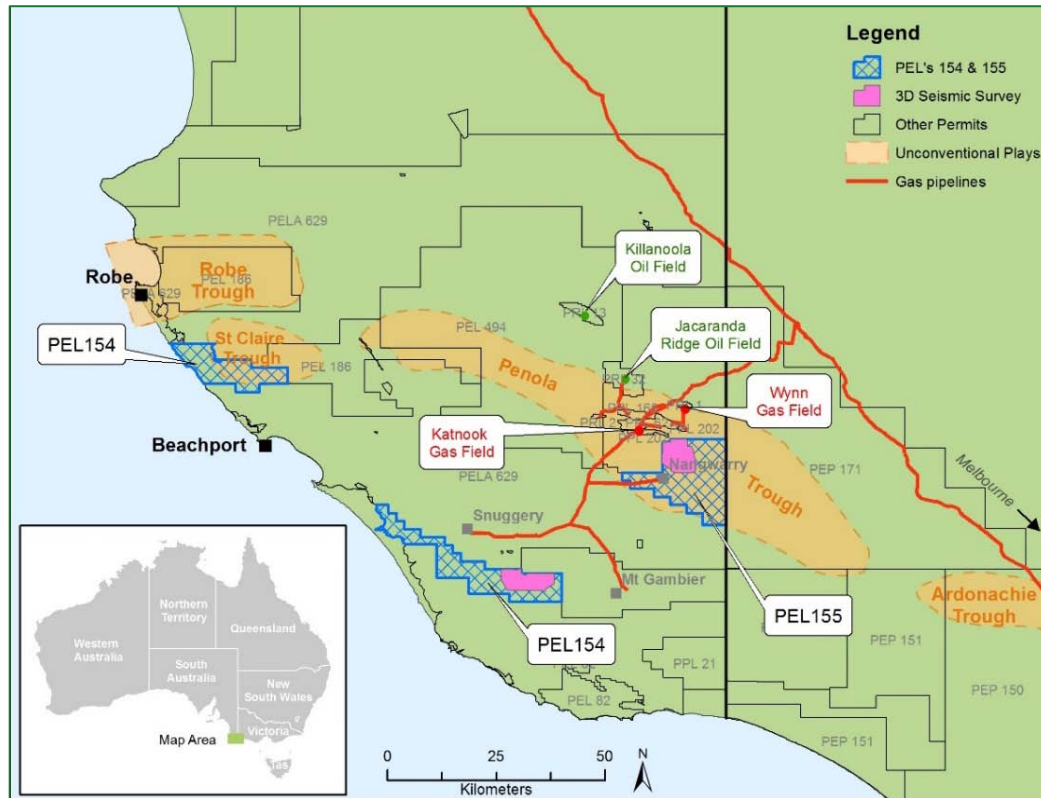 Legend
PEL's 154 & 155
3D Seismic Survey
Other Permits
Unconventional Plays
Gas pipelines
PELA 629
Killanoola
Oil Field
Robe
Robe
Trough
PEL 186
PELA 629
PEL154
St Claire
Trough
PEL 186
PEL 494
Penola
Jacaranda
Ridge Oil Field
Wynn
Gas Field
Katnook
Gas Field
Beachport
PELA 629
Nangwarry
PEP 171
Trough
Melbourne
Snuggery
Mt Gambier
PEL155
PEL154
Ardonachie
Trough
PEP 151
PEP 150
PPL 21
PEL 82
PEP 151
Northern
Territory
Queensland
Western
Australia
South
Australia
New
South Wales
Victoria
Map Area
TAS
0 25 50
Kilometers
N